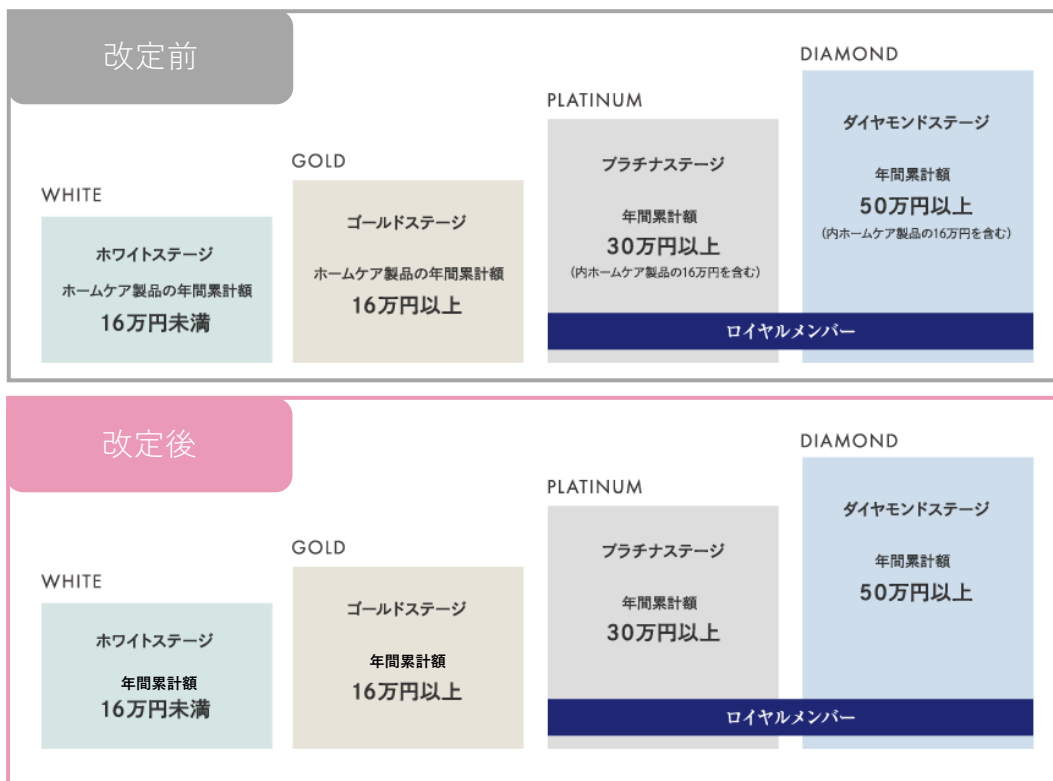 改定前
WHITE
ホワイトステージ
ホームケア製品の年間累計額
16万円未満
GOLD
ゴールドステージ
ホームケア製品の年間累計額
16万円以上
PLATINUM
プラチナステージ
年間累計額
30万円以上
(内ホームケア製品の16万円を含む)
DIAMOND
ダイヤモンドステージ
年間累計額
50万円以上
(内ホームケア製品の16万円を含む)
ロイヤルメンバー
改定後
WHITE
ホワイトステージ
年間累計額
16万円未満
GOLD
ゴールドステージ
年間累計額
16万円以上
PLATINUM
プラチナステージ
年間累計額
30万円以上
DIAMOND
ダイヤモンドステージ
年間累計額
50万円以上
ロイヤルメンバー